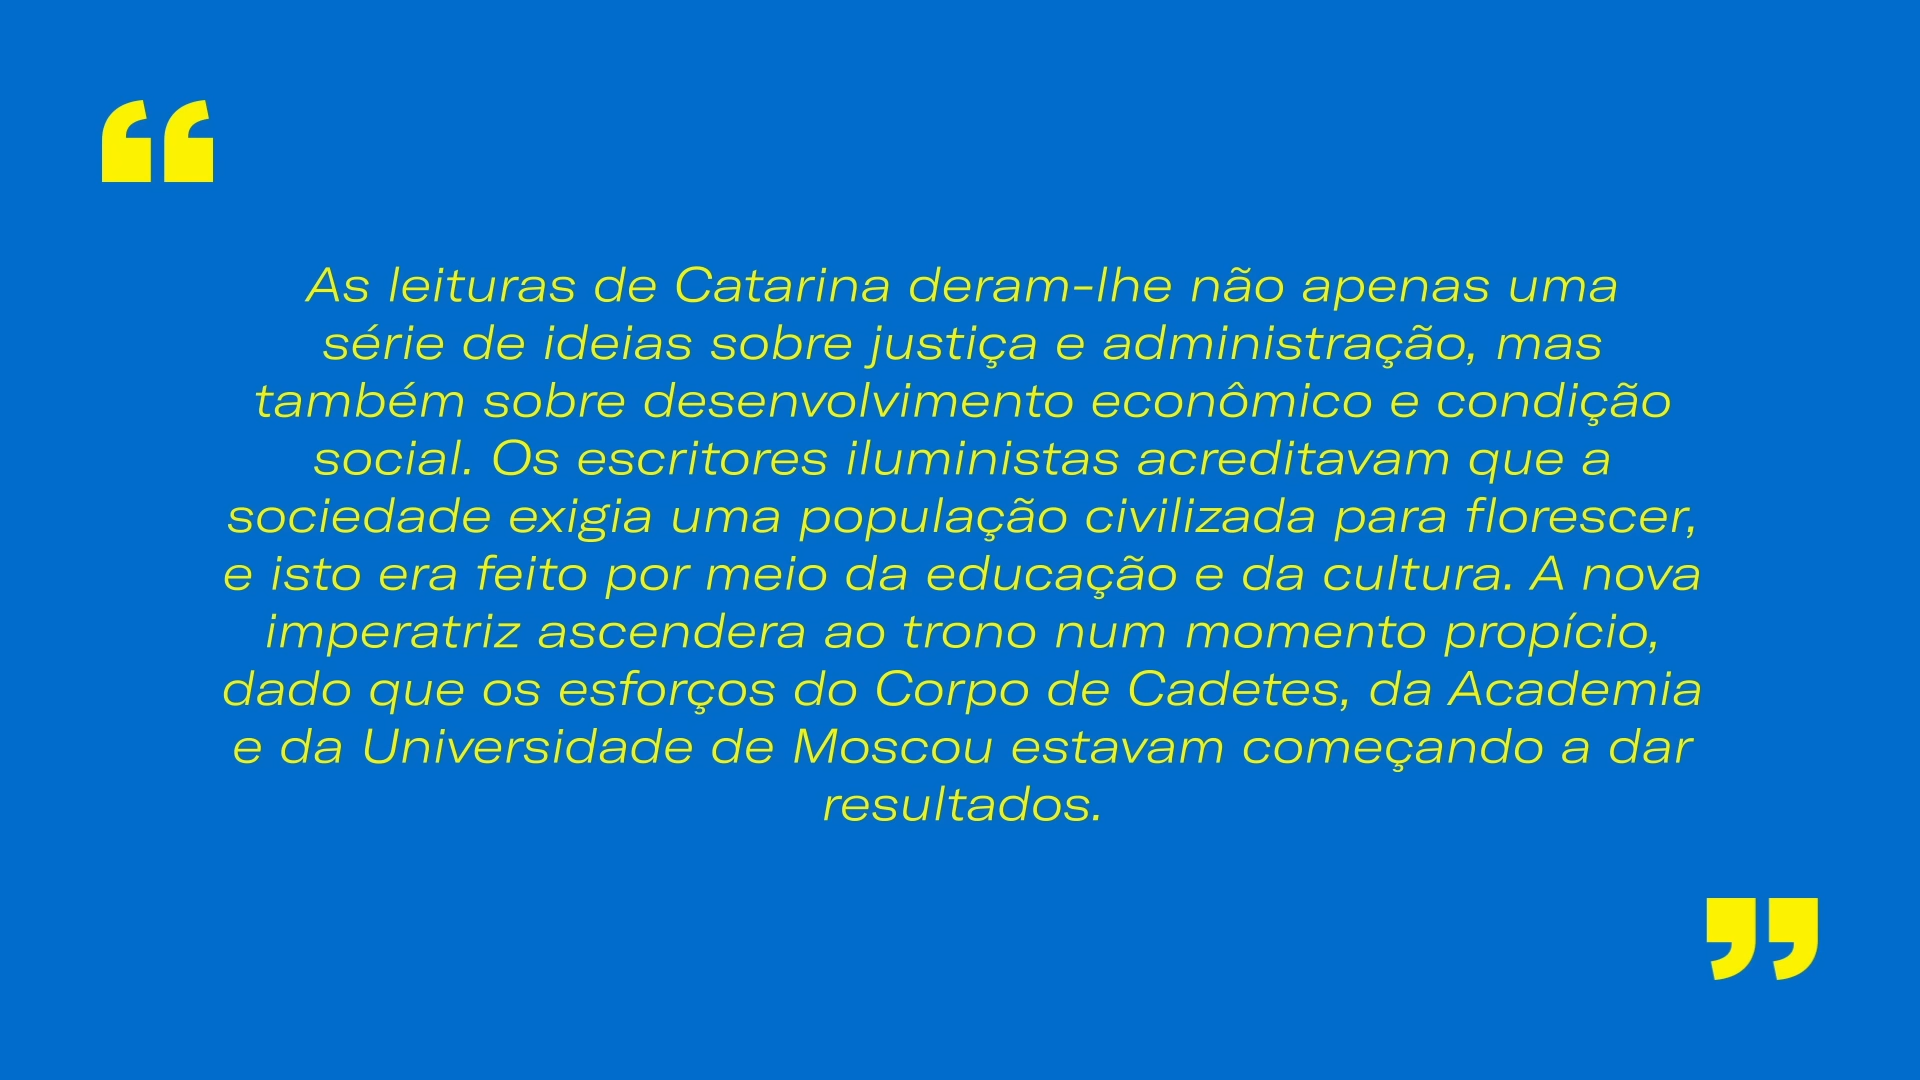 “
As leituras de Catarina deram-lhe não apenas uma
série de ideias sobre justiça e administração, mas
também sobre desenvolvimento econômico e condição
social. Os escritores iluministas acreditavam que a
sociedade exigia uma população civilizada para florescer,
e isto era feito por meio da educação e da cultura. A nova
imperatriz ascendera ao trono num momento propício,
dado que os esforços do Corpo de Cadetes, da Academia
e da Universidade de Moscou estavam começando a dar
resultados.
”